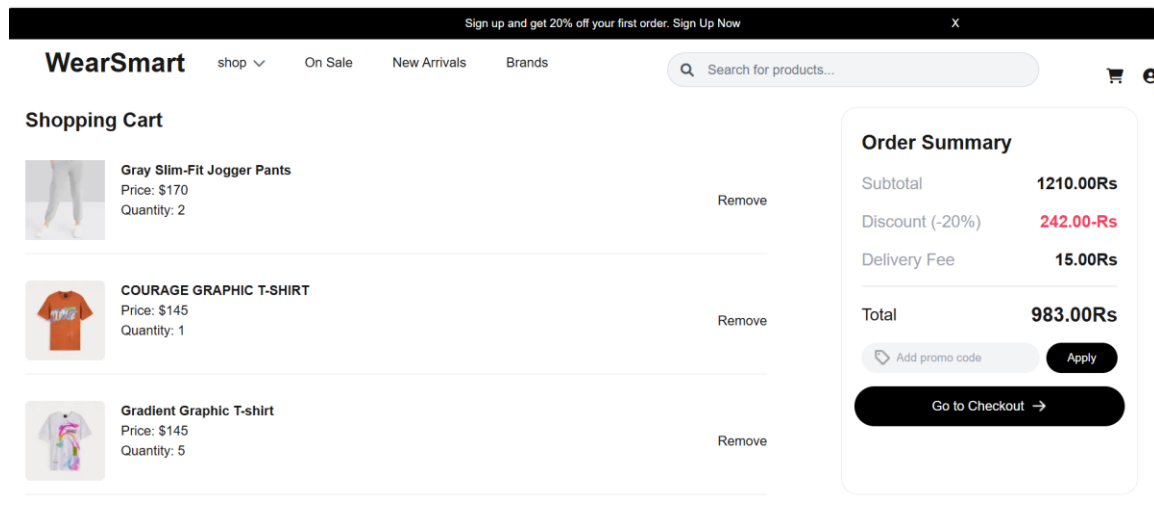 Sign up and get 20% off your first order. Sign Up Now X
WearSmart shop On Sale New Arrivals Brands Search for products...
Shopping Cart
Gray Slim-Fit Jogger Pants
Price: $170
Quantity: 2
Remove
COURAGE GRAPHIC T-SHIRT
Price: $145
Quantity: 1
Remove
Gradient Graphic T-shirt
Price: $145
Quantity: 5
Remove
Order Summary
Subtotal 1210.00Rs
Discount (-20%) 242.00-Rs
Delivery Fee 15.00Rs
Total 983.00Rs
Add promo code Apply
Go to Checkout →